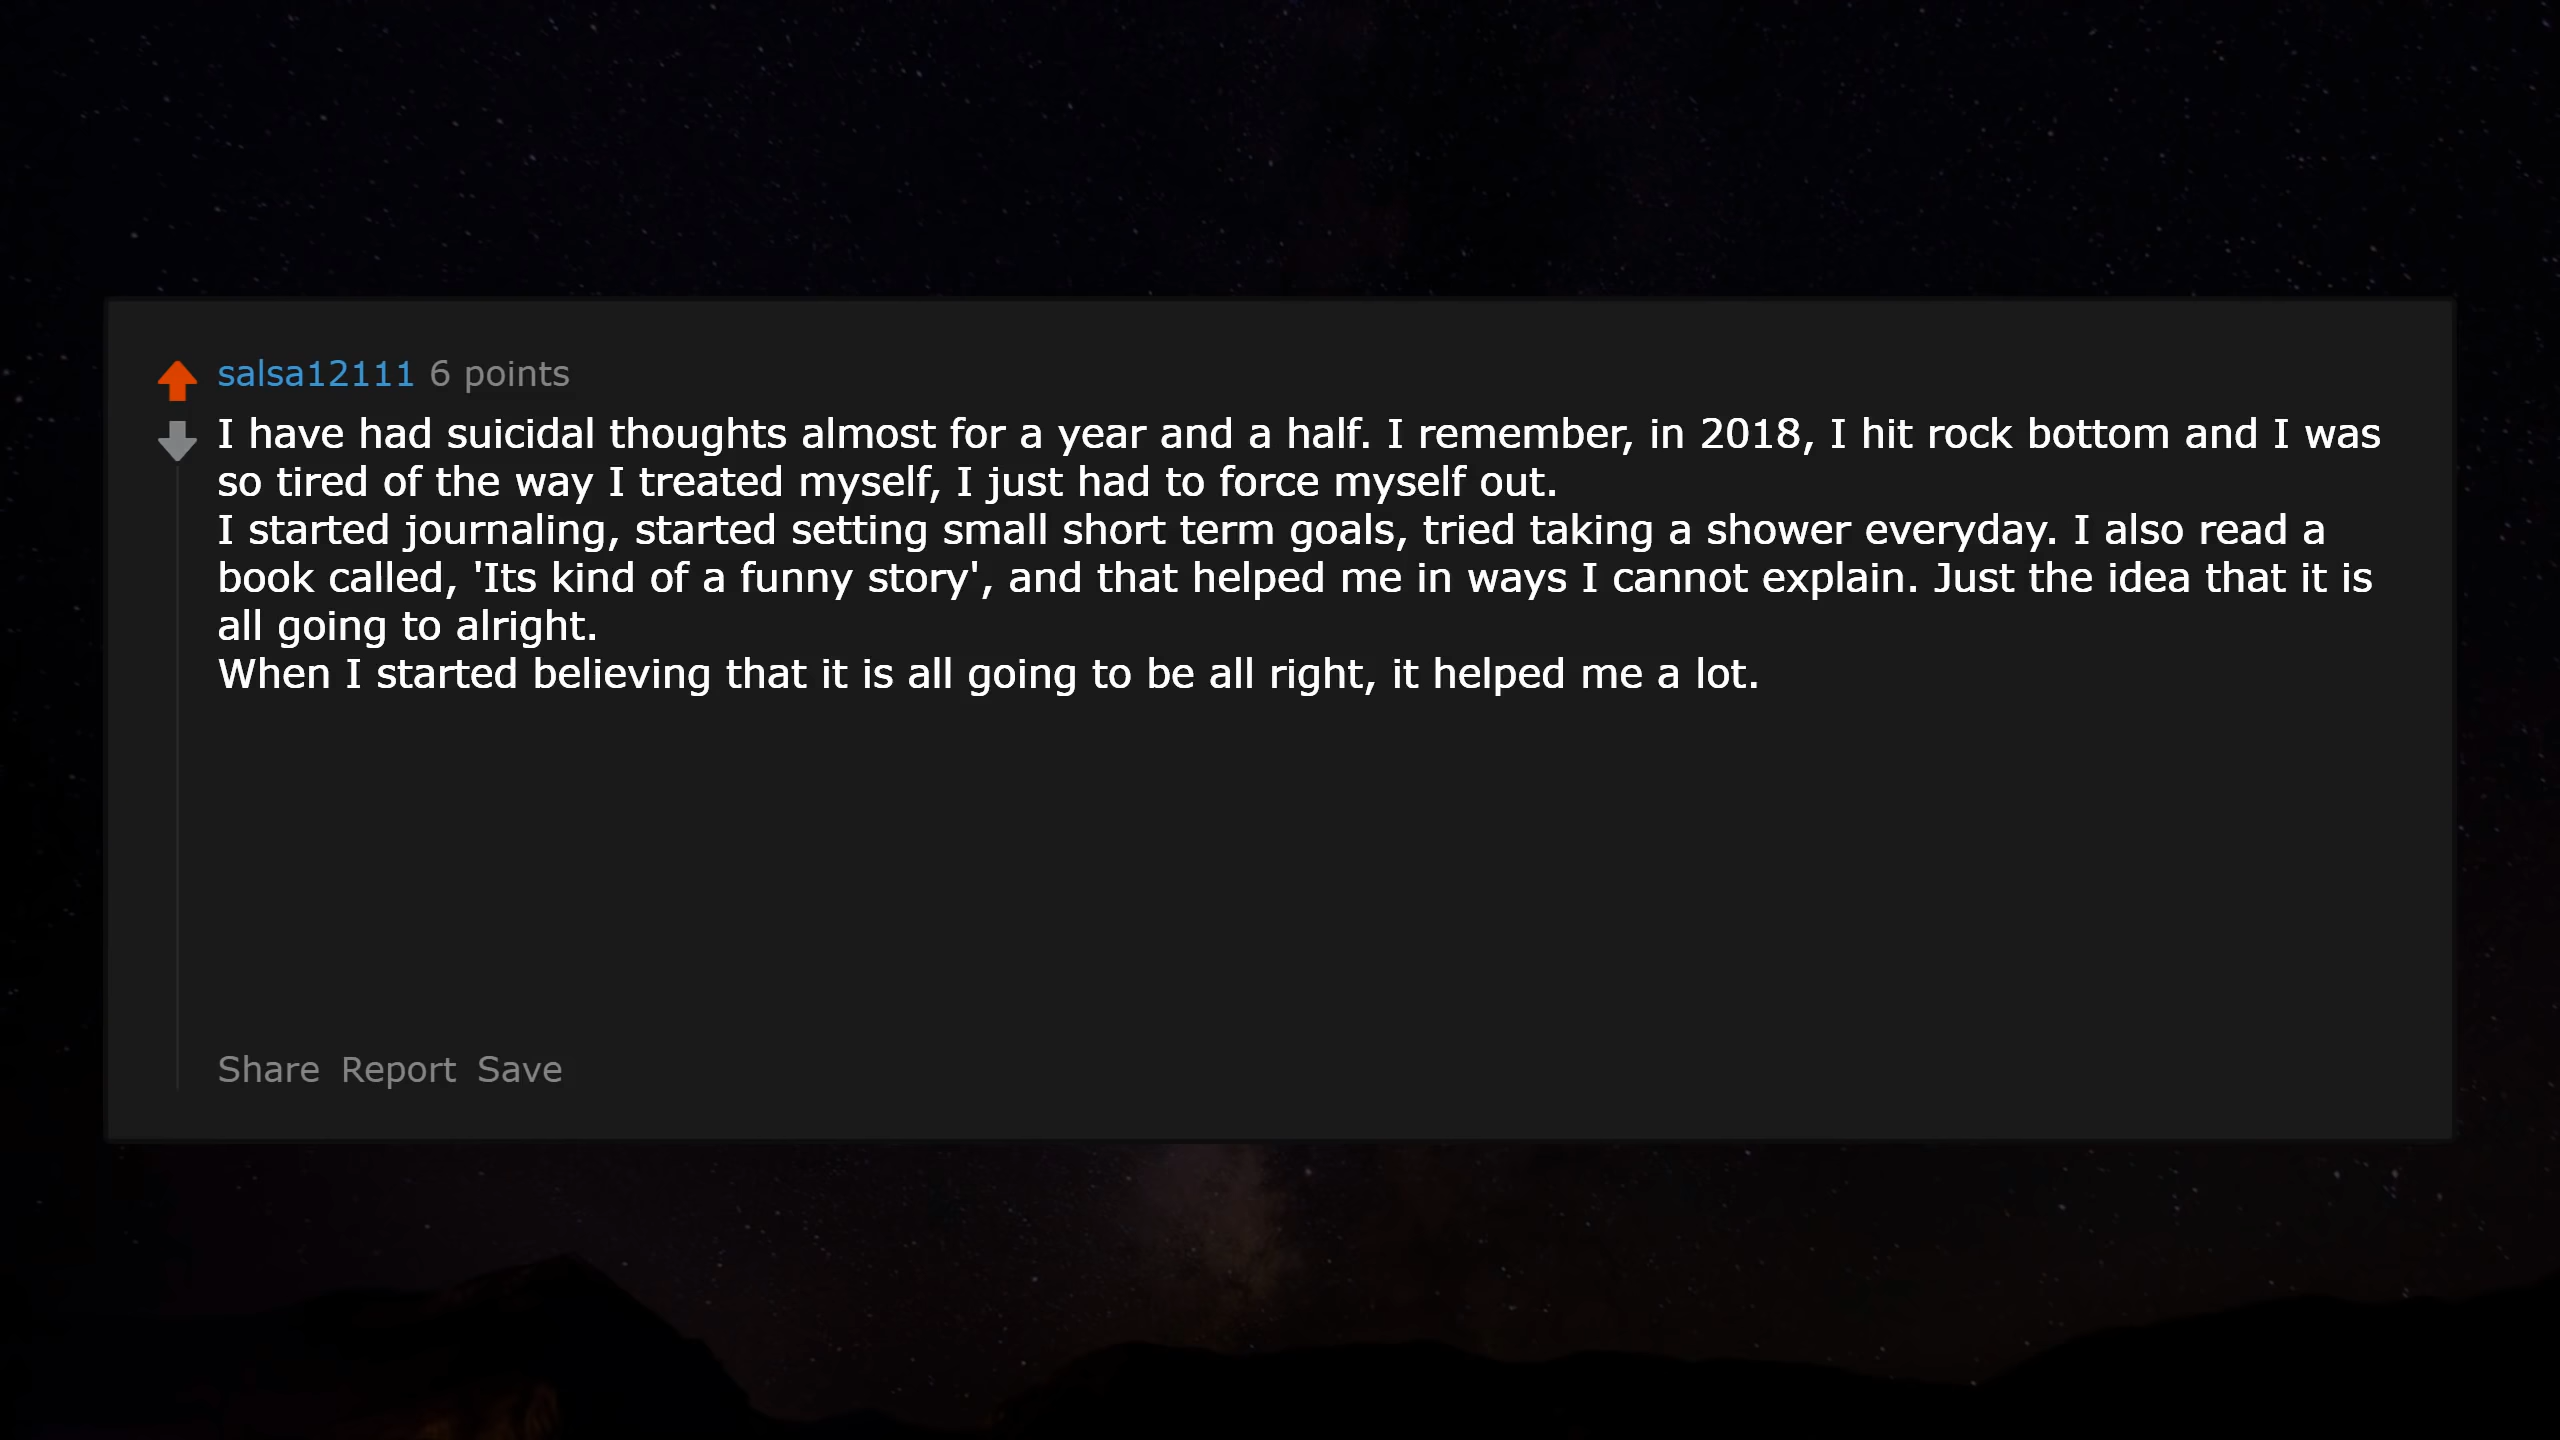 salsa12111 6 points
I have had suicidal thoughts almost for a year and a half. I remember, in 2018, I hit rock bottom and I was
so tired of the way I treated myself, I just had to force myself out.
I started journaling, started setting small short term goals, tried taking a shower everyday. I also read a
book called, 'Its kind of a funny story', and that helped me in ways I cannot explain. Just the idea that it is
all going to alright.
When I started believing that it is all going to be all right, it helped me a lot.
Share Report Save